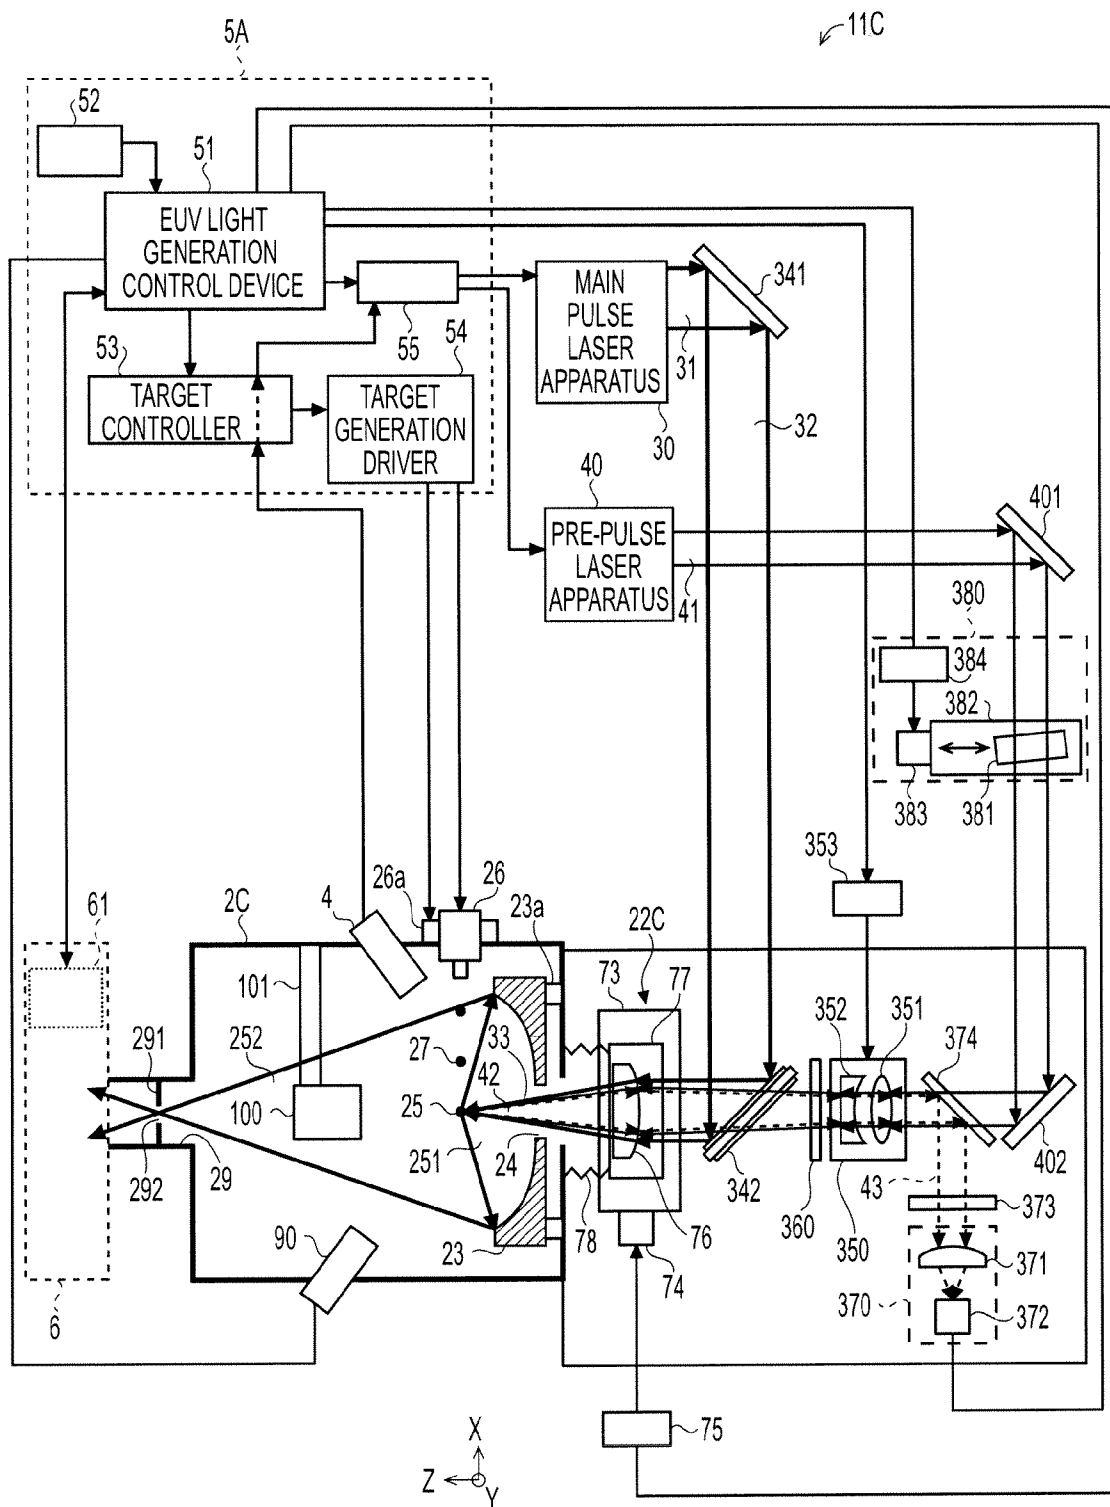 11C
5A
52
51
EUV LIGHT
GENERATION
CONTROL DEVICE
341
MAIN
PULSE
LASER
APPARATUS
31
55
54
53
TARGET
CONTROLLER
TARGET
GENERATION
DRIVER
30
32
40
401
PRE-PULSE
LASER
APPARATUS
41
380
384
382
383
381
353
26a
26
4
23a
2C
22C
61
73
77
101
352
351
374
291
252
27
33
42
25
100
251
24
292
29
342
402
43
360
350
373
78
76
23
90
74
371
370
372
6
75
X
Z
Y